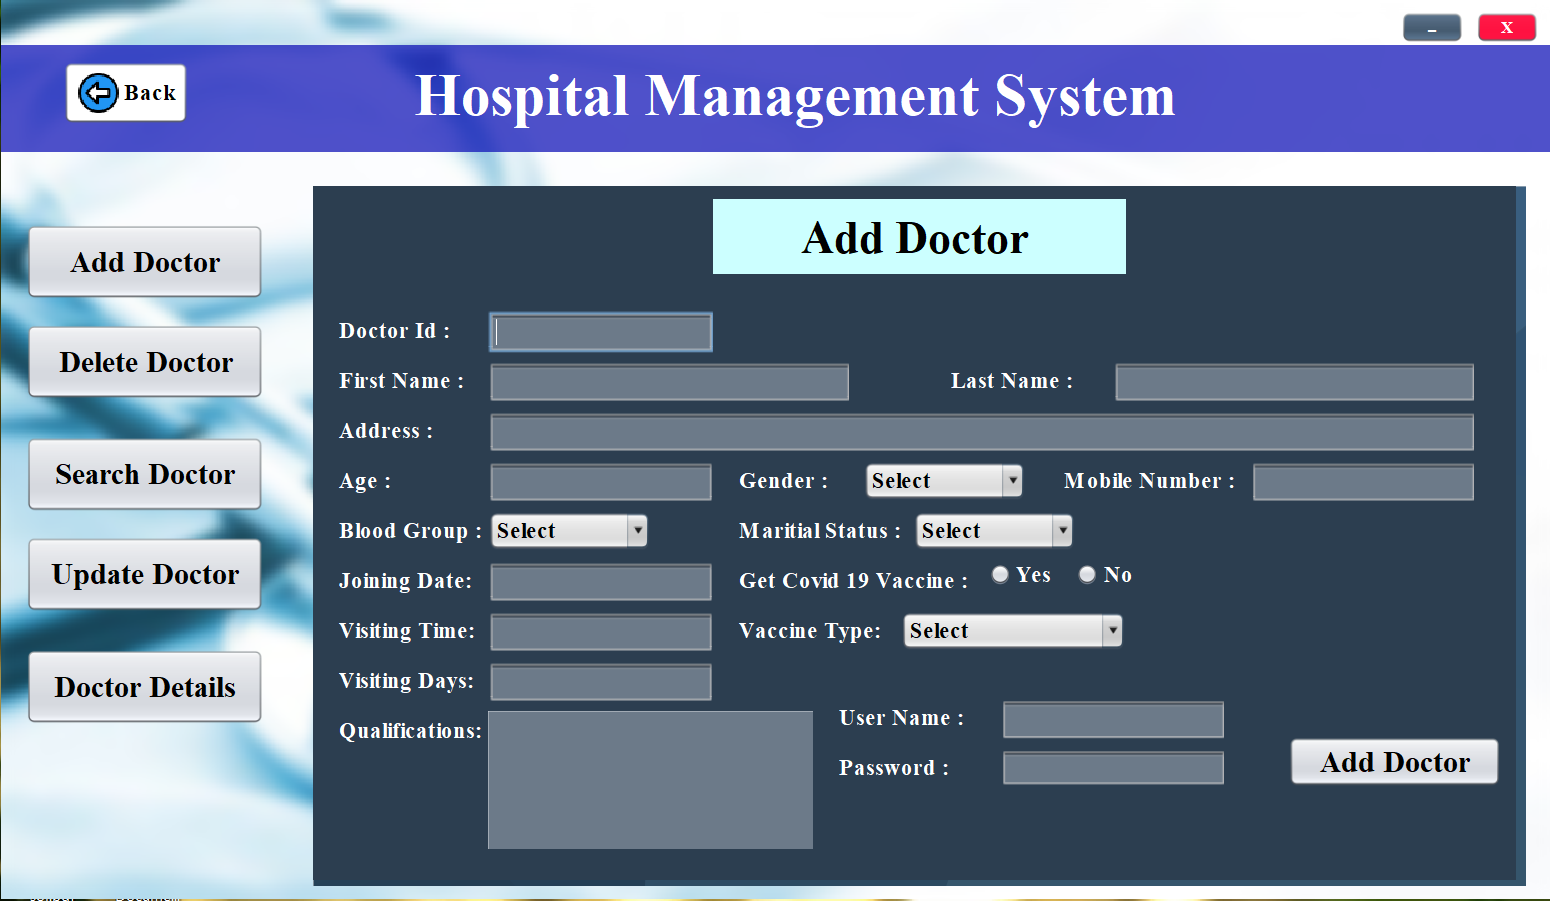 –
X
Back
Hospital Management System
Add Doctor
Delete Doctor
Search Doctor
Update Doctor
Doctor Details
Add Doctor
Doctor Id :
First Name :
Last Name :
Address :
Age :
Gender :
Select
Mobile Number :
Blood Group :
Select
Maritial Status :
Select
Joining Date:
Get Covid 19 Vaccine :
Yes
No
Visiting Time:
Vaccine Type:
Select
Visiting Days:
Qualifications:
User Name :
Password :
Add Doctor